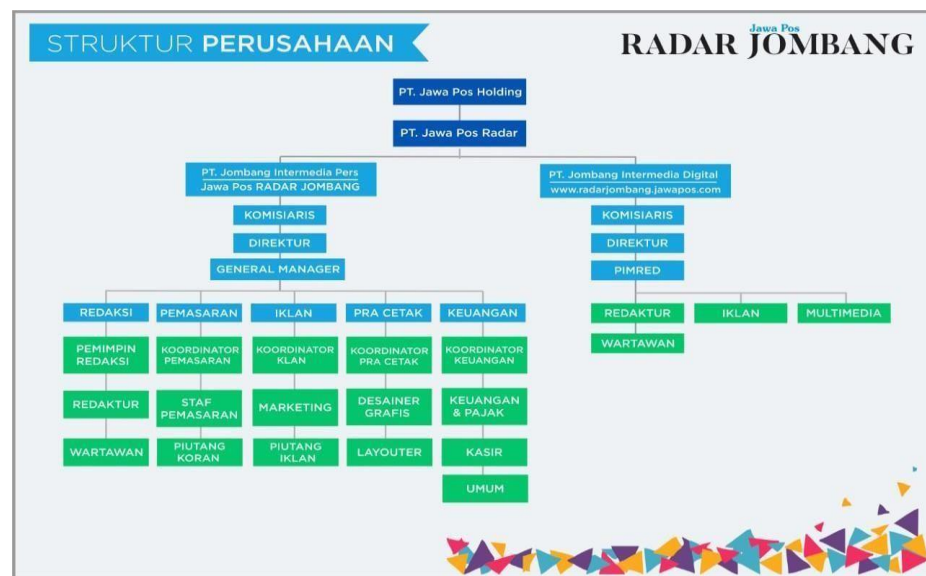 STRUKTUR PERUSAHAAN
Jawa Pos
RADAR JOMBANG
PT. Jawa Pos Holding
PT. Jawa Pos Radar
PT. Jombang Intermedia Pers
Jawa Pos RADAR JOMBANG
PT. Jombang Intermedia Digital
www.radarjombang.jawapos.com
KOMISIARIS
KOMISIARIS
DIREKTUR
DIREKTUR
GENERAL MANAGER
PIMRED
REDAKSI
PEMASARAN
IKLAN
PRA CETAK
KEUANGAN
REDAKTUR
IKLAN
MULTIMEDIA
WARTAWAN
PEMIMPIN
REDAKSI
KOORDINATOR
PEMASARAN
KOORDINATOR
KLAN
KOORDINATOR
PRA CETAK
KOORDINATOR
KEUANGAN
REDAKTUR
STAF
PEMASARAN
MARKETING
DESAINER
GRAFIS
KEUANGAN
& PAJAK
WARTAWAN
PIUTANG
KORAN
PIUTANG
IKLAN
LAYOUTER
KASIR
UMUM